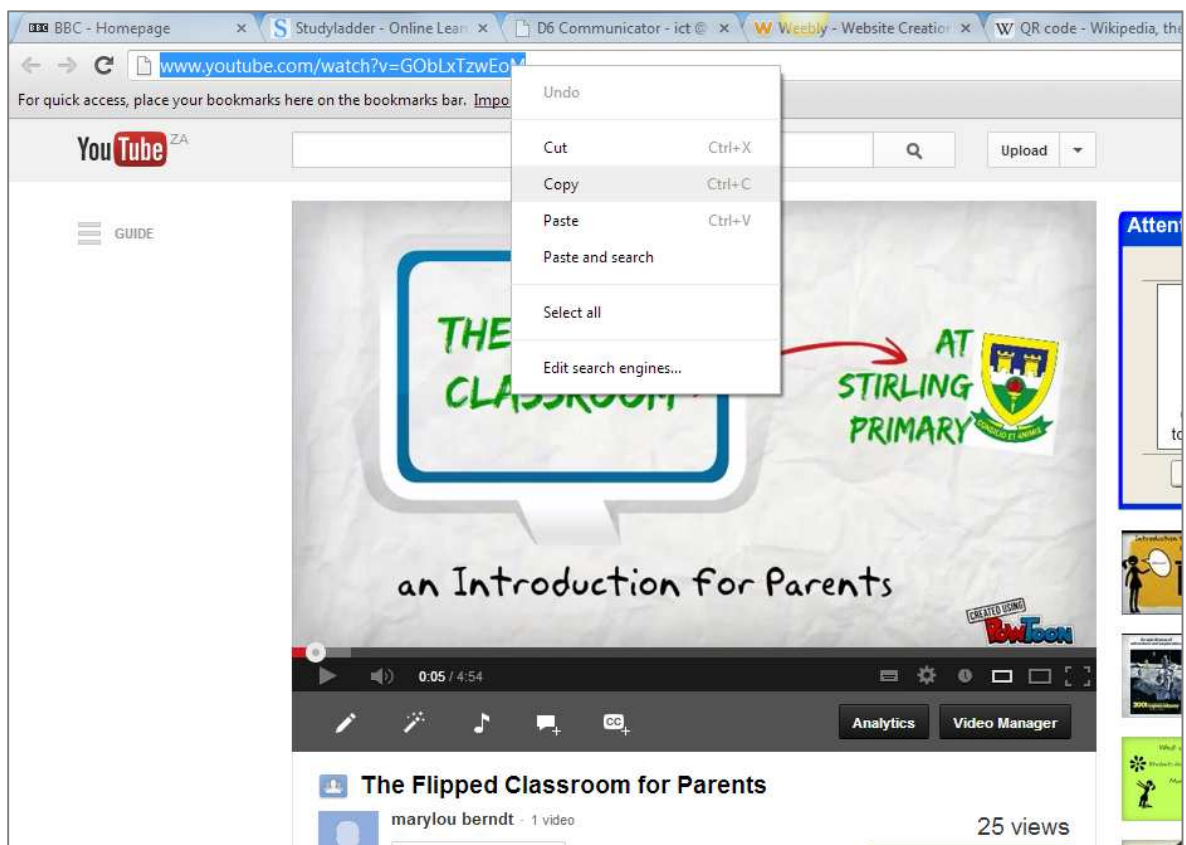 BBC BBC - Homepage
S Studyladder - Online Lear
D6 Communicator - ict @
W Weebly - Website Creation
W QR code - Wikipedia, the
www.youtube.com/watch?v=GObLxTzwEoM
For quick access, place your bookmarks here on the bookmarks bar. Impo
Undo
Cut Ctrl+X
Copy Ctrl+C
Paste Ctrl+V
Paste and search
Select all
Edit search engines...
YouTube ZA
Upload
GUIDE
Atten
THE
CLASSROOM
AT
STIRLING
PRIMARY
to
an Introduction for Parents
CREATED USING
POWTOON
0:05 / 4:54
CC
Analytics
Video Manager
The Flipped Classroom for Parents
marylou berndt · 1 video
25 views